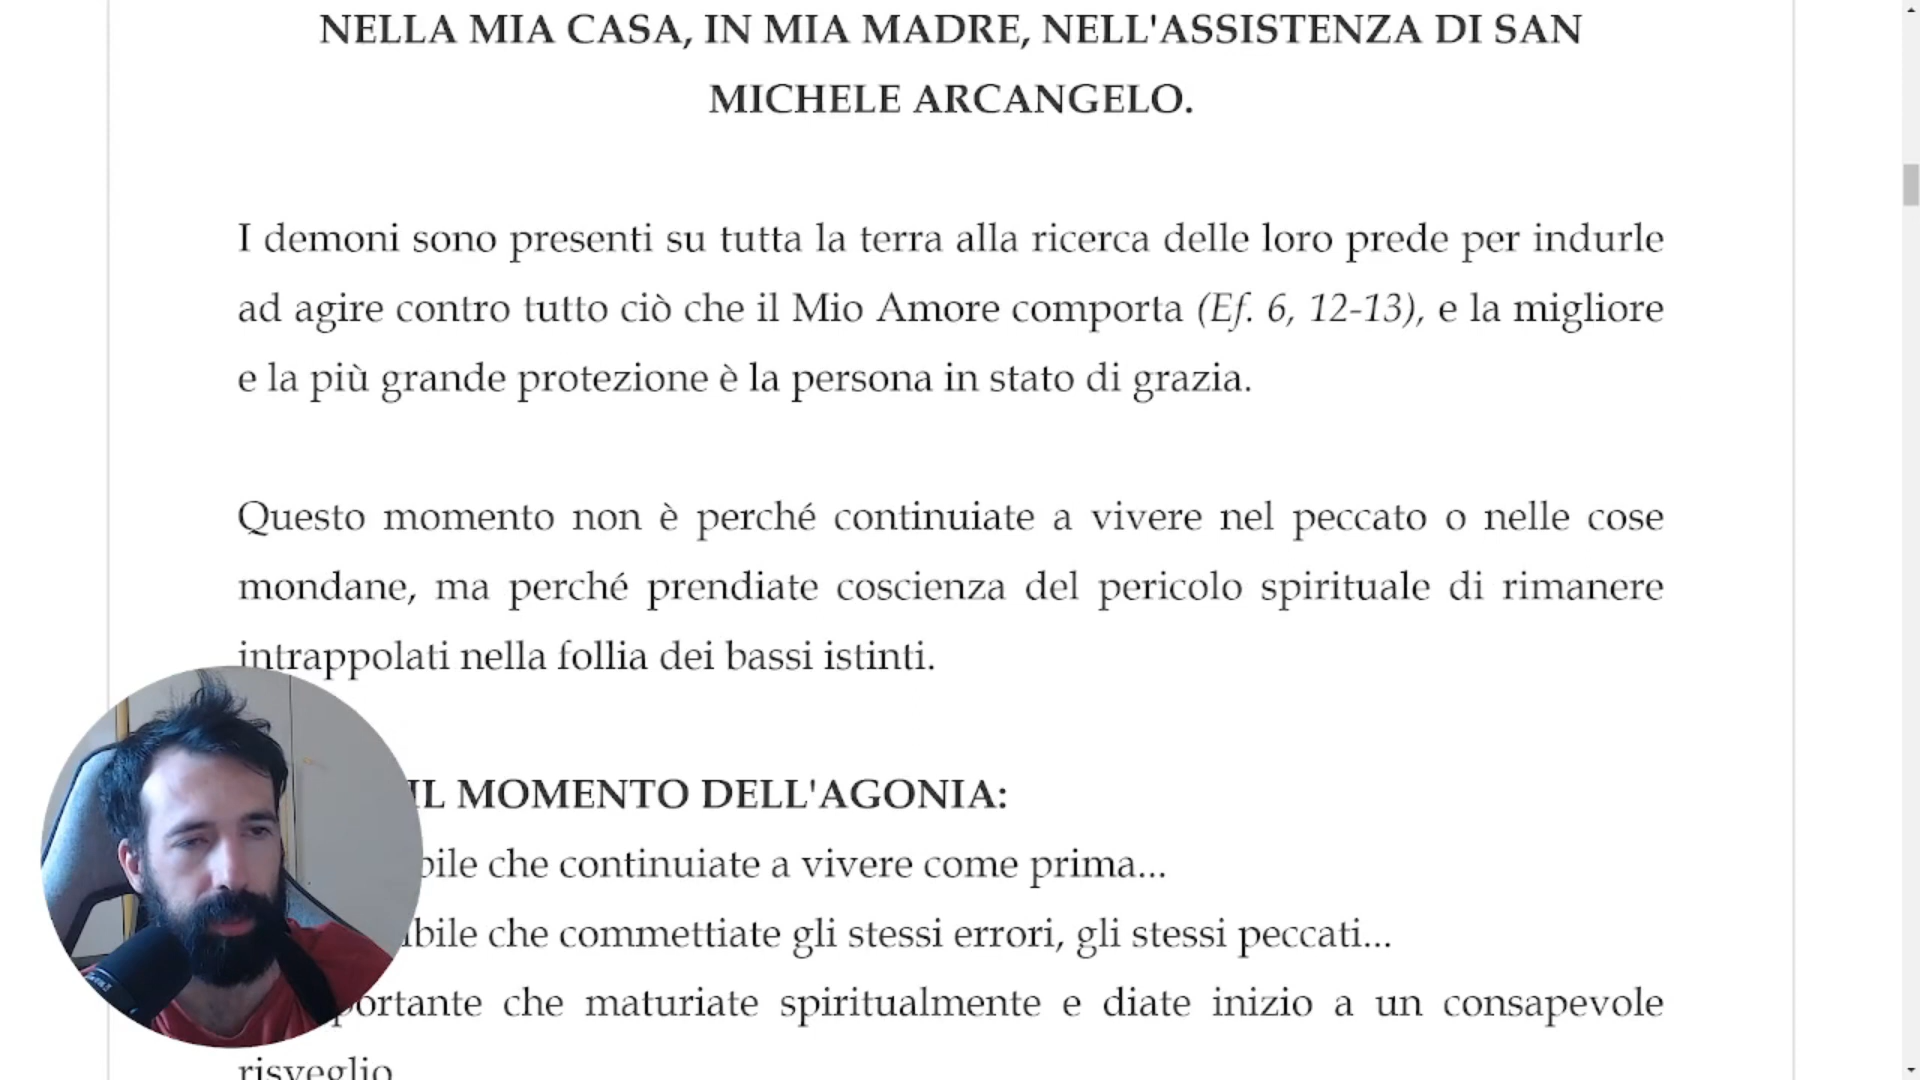 NELLA MIA CASA, IN MIA MADRE, NELL'ASSISTENZA DI SAN
MICHELE ARCANGELO.
I demoni sono presenti su tutta la terra alla ricerca delle loro prede per indurle
ad agire contro tutto ciò che il Mio Amore comporta (Ef. 6, 12-13), e la migliore
e la più grande protezione è la persona in stato di grazia.
Questo momento non è perché continuiate a vivere nel peccato o nelle cose
mondane, ma perché prendiate coscienza del pericolo spirituale di rimanere
intrappolati nella follia dei bassi istinti.
IL MOMENTO DELL'AGONIA:
che continuiate a vivere come prima...
che commettiate gli stessi errori, gli stessi peccati...
che maturiate spiritualmente e diate inizio a un consapevole
risveglio